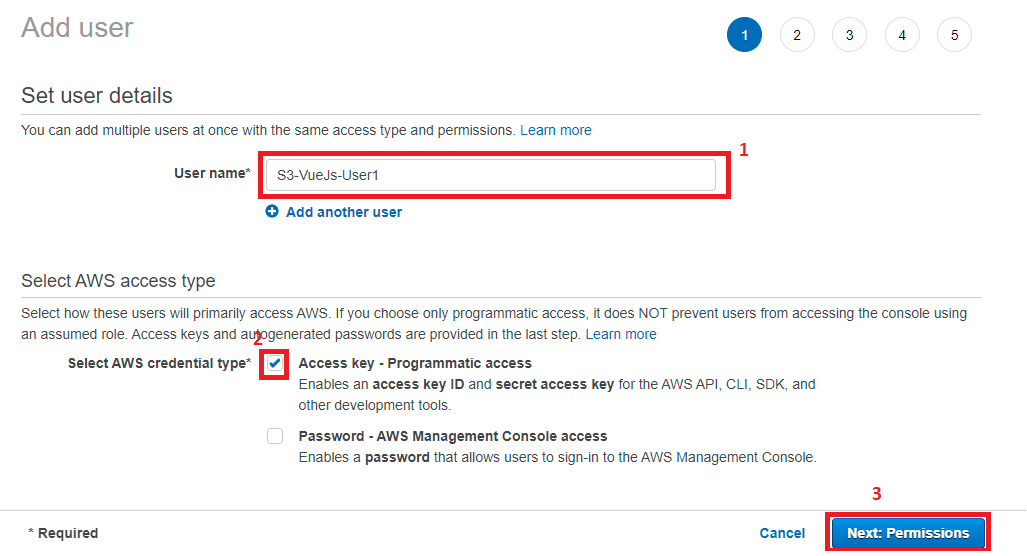 Add user
1 2 3 4 5
Set user details
You can add multiple users at once with the same access type and permissions. Learn more
1
User name* S3-VueJs-User1
Add another user
Select AWS access type
Select how these users will primarily access AWS. If you choose only programmatic access, it does NOT prevent users from accessing the console using
an assumed role. Access keys and autogenerated passwords are provided in the last step. Learn more
2
Select AWS credential type* Access key - Programmatic access
Enables an access key ID and secret access key for the AWS API, CLI, SDK, and
other development tools.
Password - AWS Management Console access
Enables a password that allows users to sign-in to the AWS Management Console.
3
* Required Cancel Next: Permissions